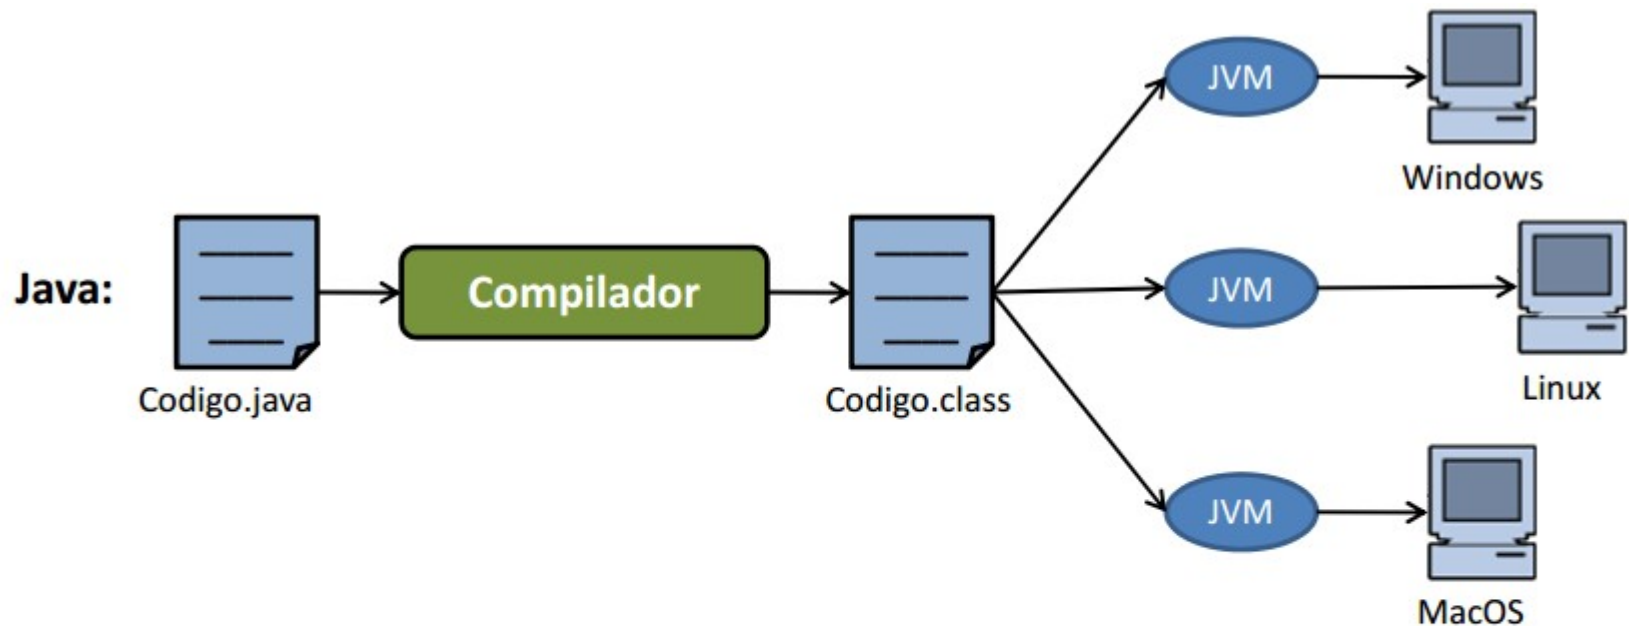 Java:
Codigo.java
Compilador
Codigo.class
JVM
Windows
JVM
Linux
JVM
MacOS